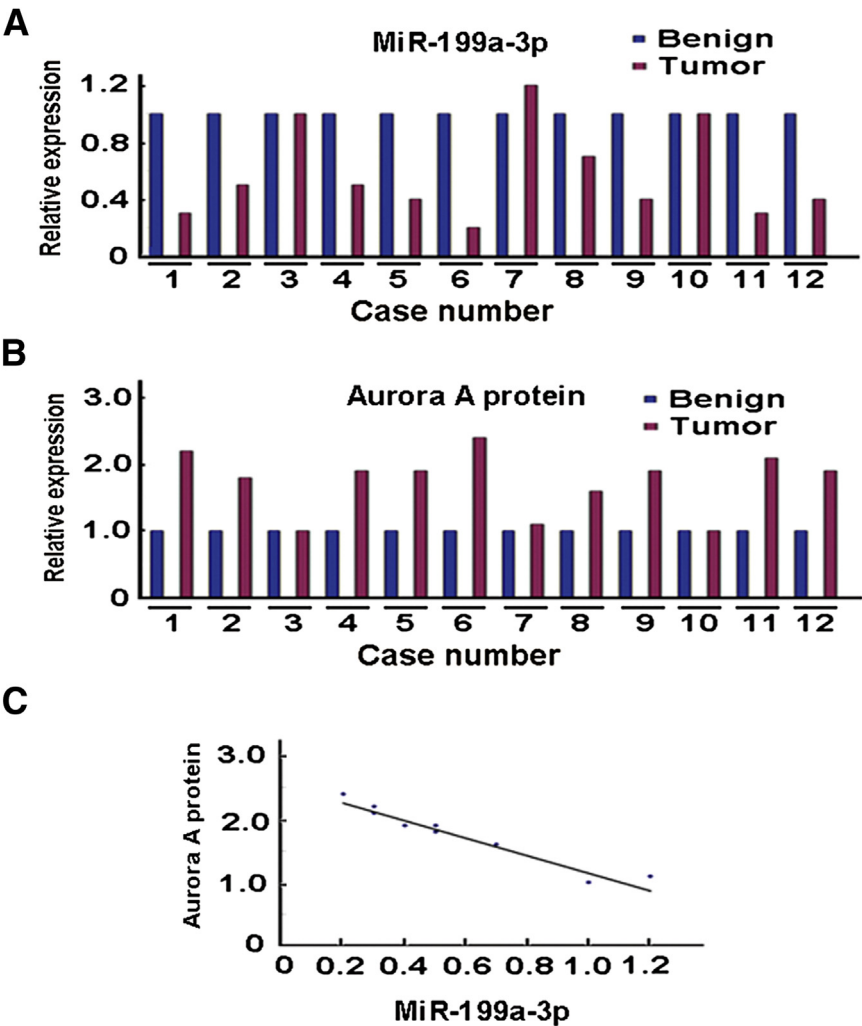 A
MiR-199a-3p
Benign
Tumor
Relative expression
1.2
0.8
0.4
0
1 2 3 4 5 6 7 8 9 10 11 12
Case number
B
Aurora A protein
Benign
Tumor
Relative expression
3.0
2.0
1.0
0
1 2 3 4 5 6 7 8 9 10 11 12
Case number
C
Aurora A protein
3.0
2.0
1.0
0
0 0.2 0.4 0.6 0.8 1.0 1.2
MiR-199a-3p